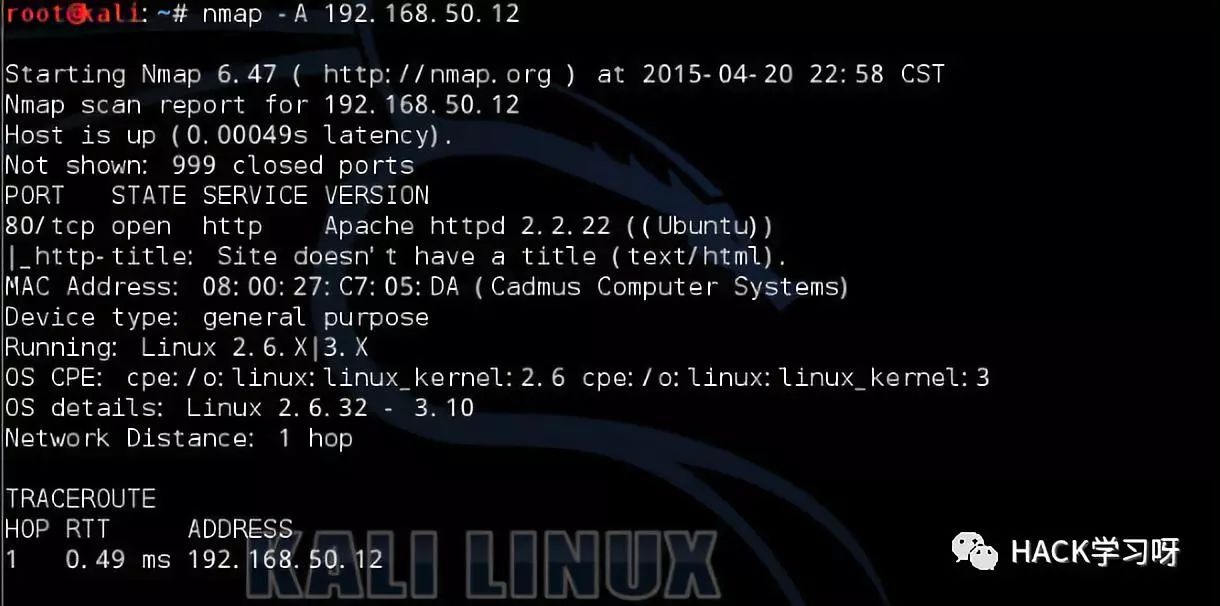 root@kali:~# nmap -A 192.168.50.12
Starting Nmap 6.47 ( http://nmap.org ) at 2015-04-20 22:58 CST
Nmap scan report for 192.168.50.12
Host is up (0.00049s latency).
Not shown: 999 closed ports
PORT   STATE SERVICE VERSION
80/tcp open  http    Apache httpd 2.2.22 ((Ubuntu))
|_http-title: Site doesn't have a title (text/html).
MAC Address: 08:00:27:C7:05:DA (Cadmus Computer Systems)
Device type: general purpose
Running: Linux 2.6.X|3.X
OS CPE: cpe:/o:linux:linux_kernel:2.6 cpe:/o:linux:linux_kernel:3
OS details: Linux 2.6.32 - 3.10
Network Distance: 1 hop
TRACEROUTE
HOP RTT     ADDRESS
1   0.49 ms 192.168.50.12
KALI LINUX
HACK学习呀